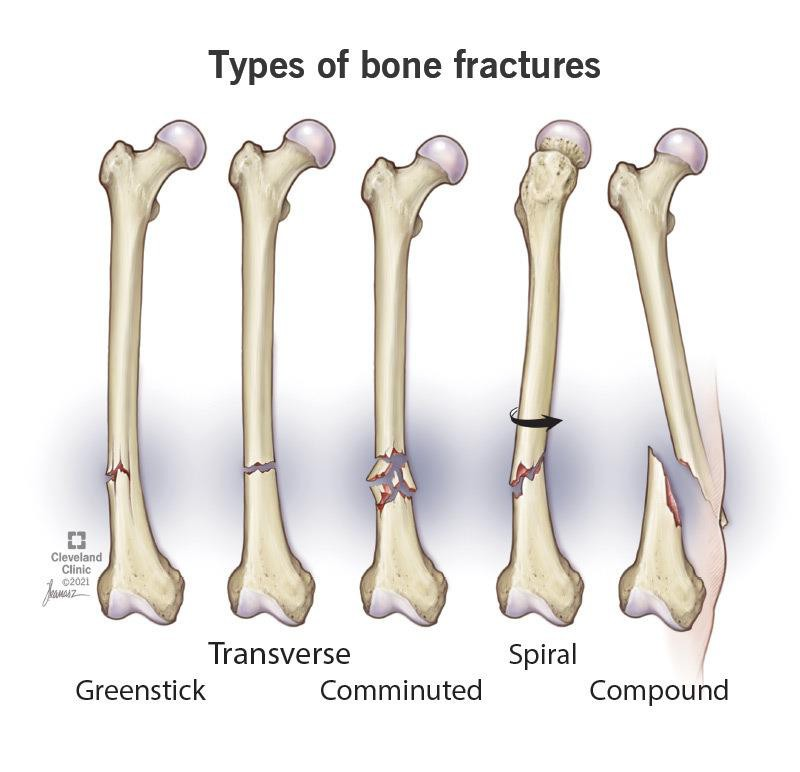 Types of bone fractures
Cleveland
Clinic
©2021
Transverse
Spiral
Greenstick
Comminuted
Compound